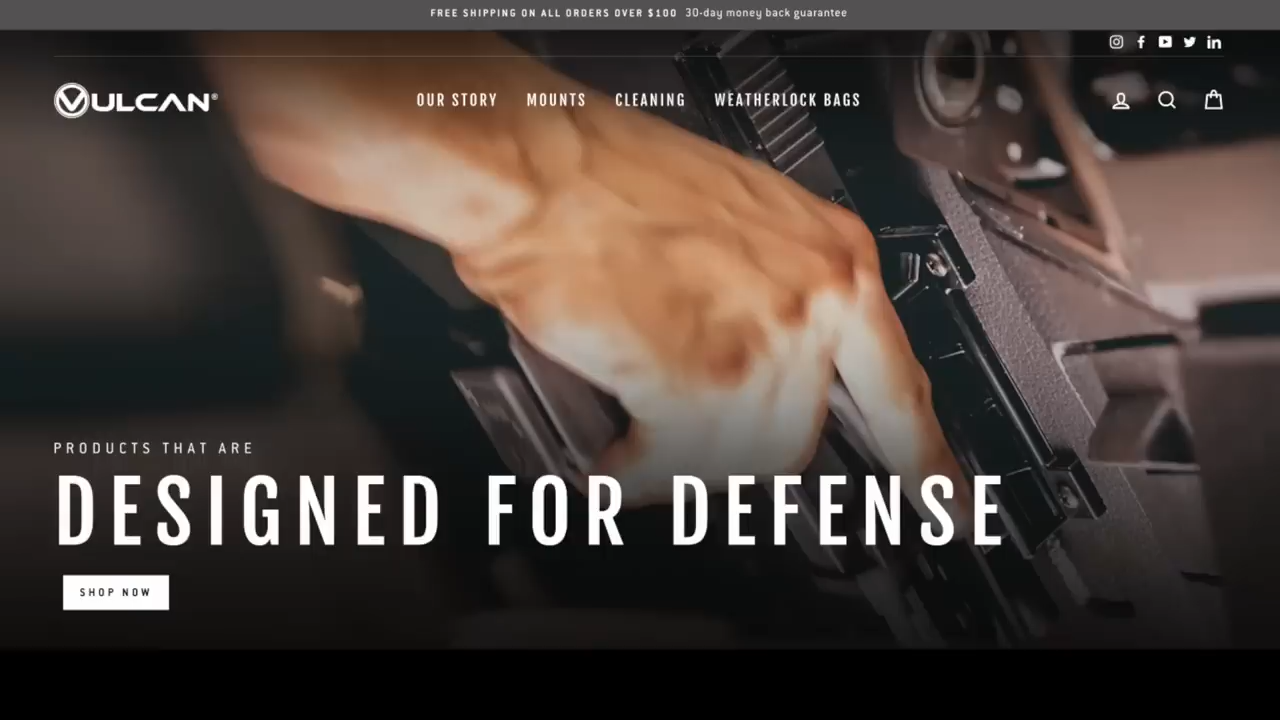 FREE SHIPPING ON ALL ORDERS OVER $100 30-day money back guarantee
VULCAN®
OUR STORY MOUNTS CLEANING WEATHERLOCK BAGS
PRODUCTS THAT ARE
DESIGNED FOR DEFENSE
SHOP NOW